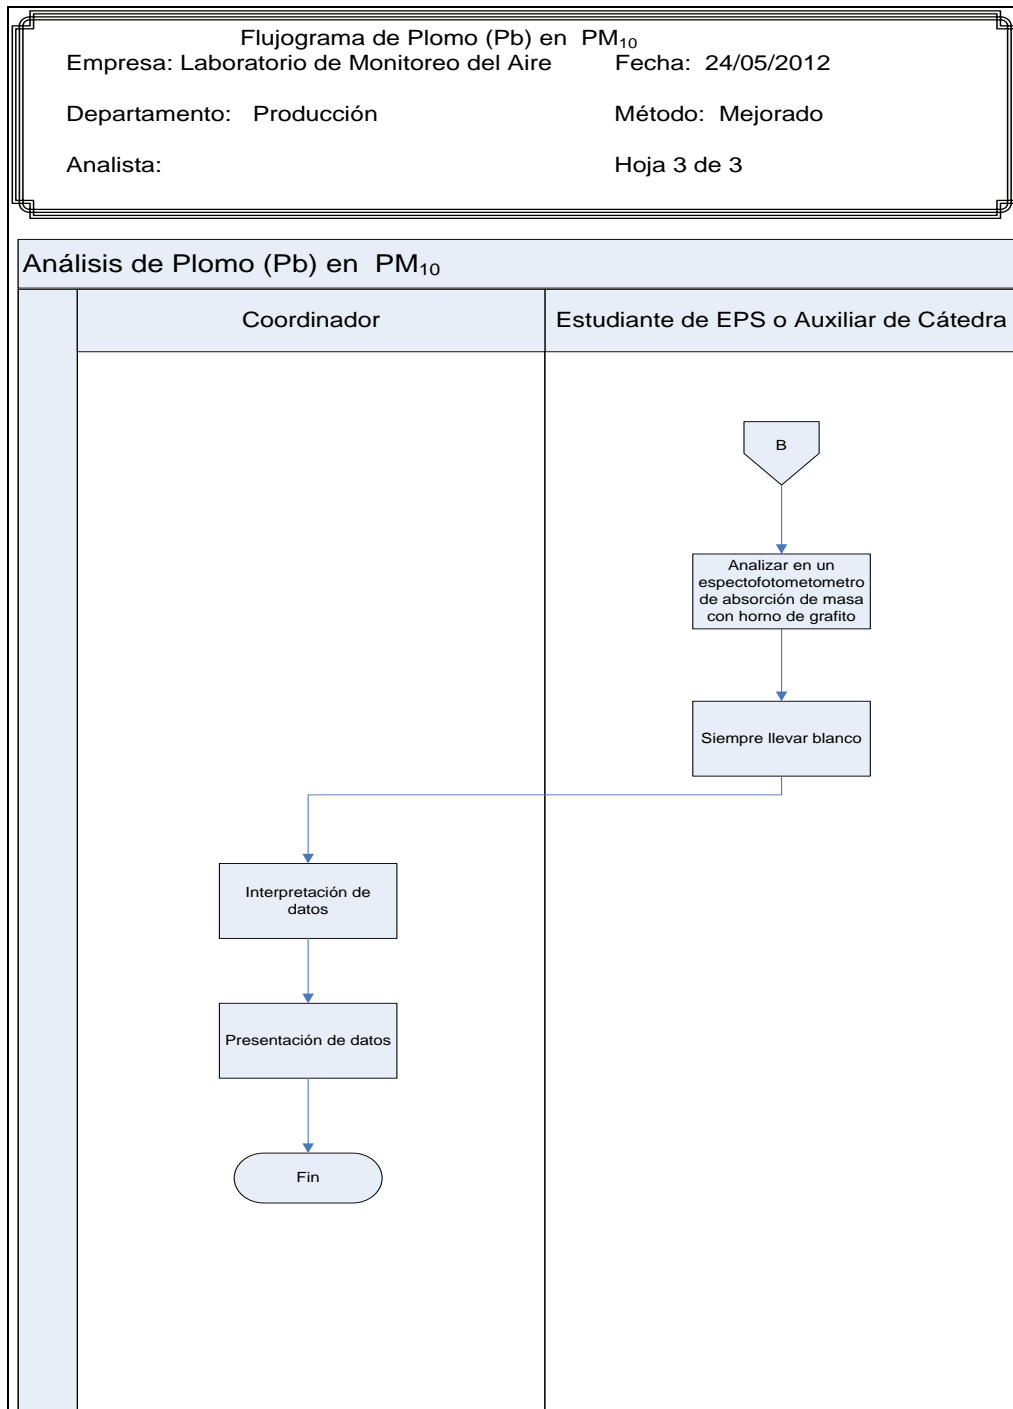 Flujograma de Plomo (Pb) en PM₁₀
Empresa: Laboratorio de Monitoreo del Aire Fecha: 24/05/2012
Departamento: Producción Método: Mejorado
Analista: Hoja 3 de 3
Análisis de Plomo (Pb) en PM₁₀
Coordinador
Estudiante de EPS o Auxiliar de Cátedra
B
Analizar en un
espectofotometometro
de absorción de masa
con horno de grafito
Siempre llevar blanco
Interpretación de
datos
Presentación de datos
Fin